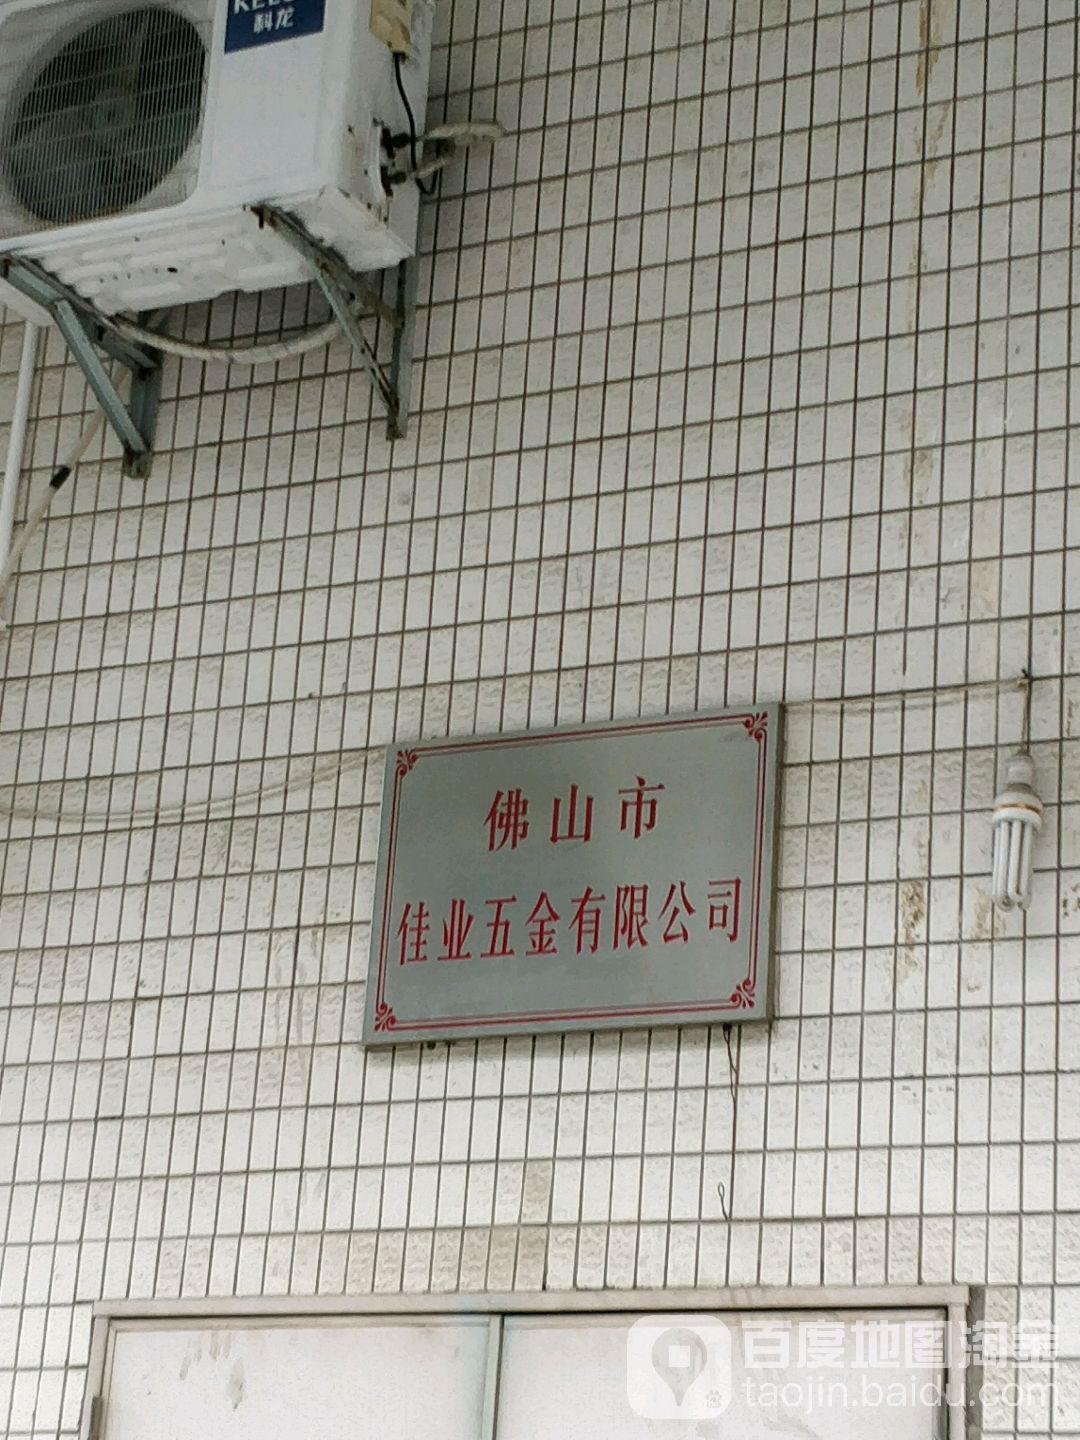 科龙
佛山市
佳业五金有限公司
百度地图淘金
taojin.baidu.com